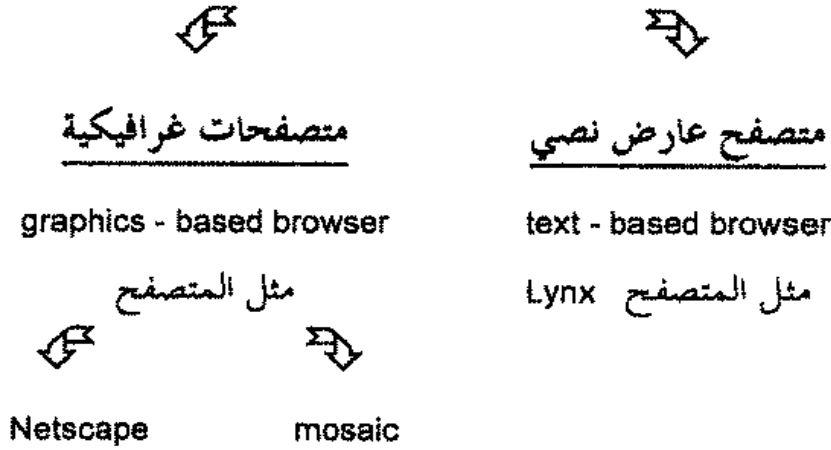 متصفح عارض نصي
text - based browser
مثل المتصفح Lynx
متصفحات غرافيكية
graphics - based browser
مثل المتصفح
mosaic
Netscape